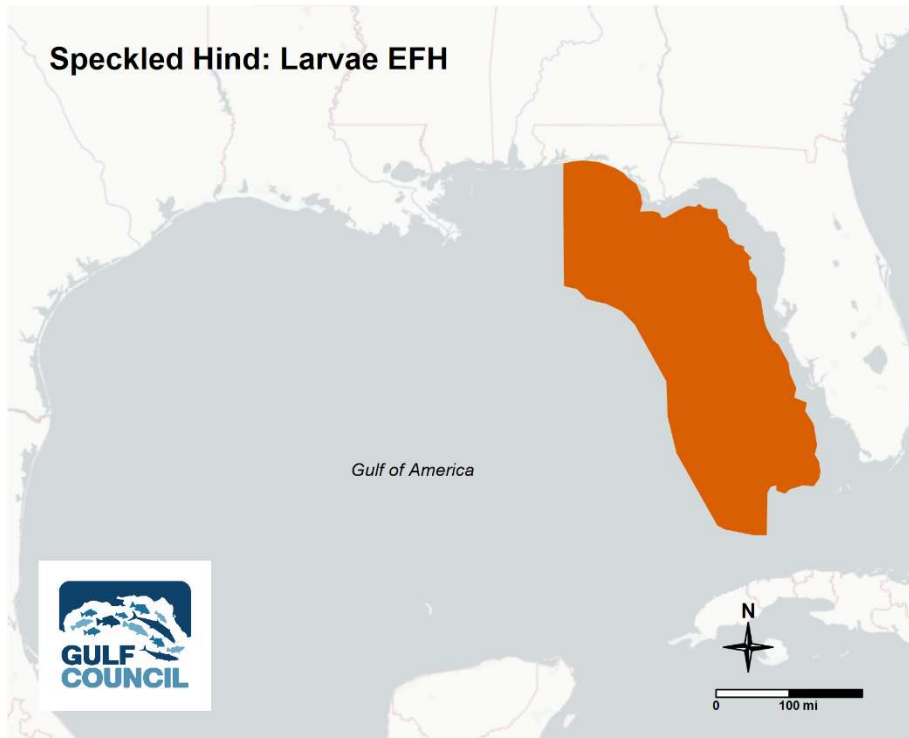 Speckled Hind: Larvae EFH
Gulf of America
GULF
COUNCIL
N
0 100 mi